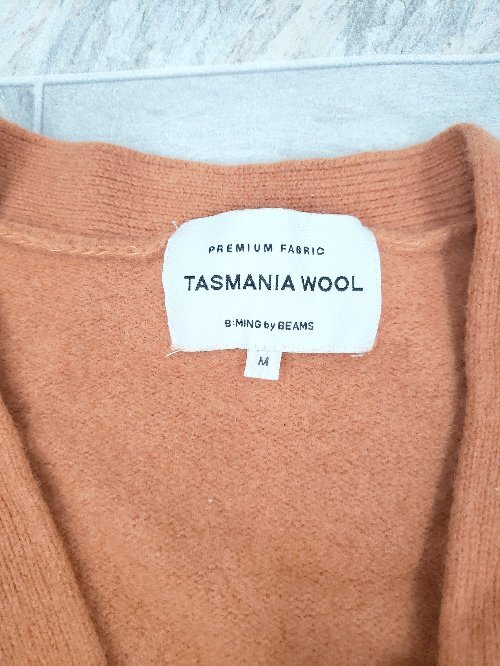 PREMIUM FABRIC
TASMANIA WOOL
B:MING by BEAMS
M